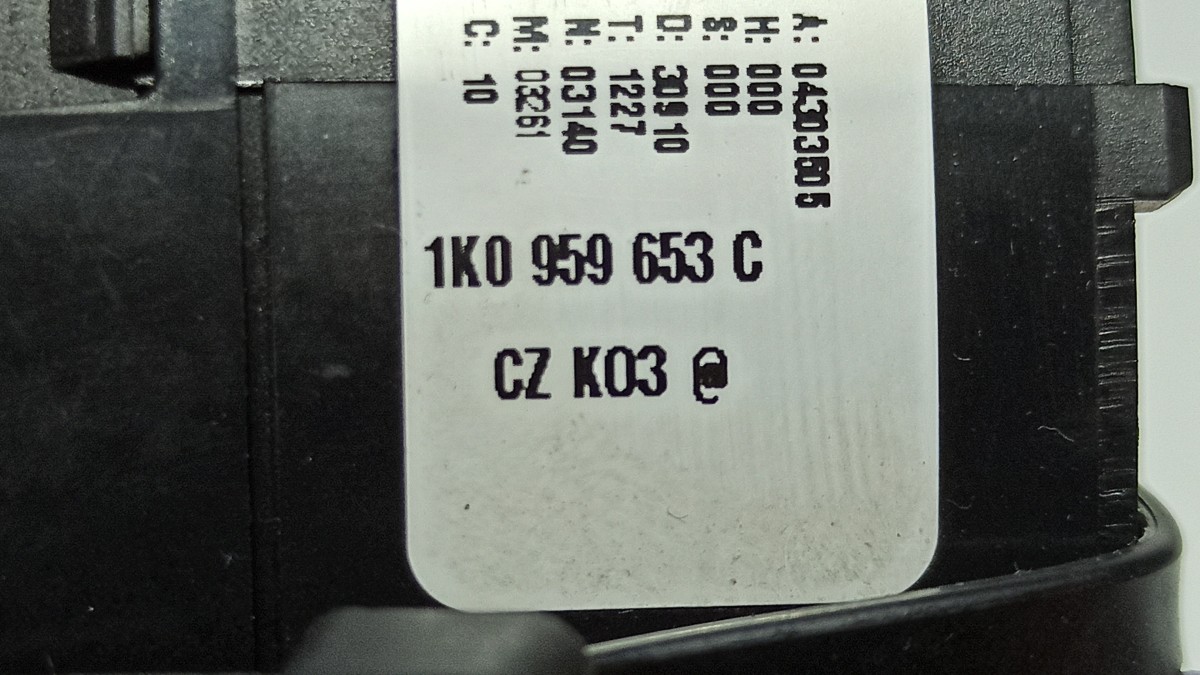 A: 04303505
H: 000
S: 000
D: 30910
T: 1227
N: 03140
M: 03261
C: 10
1K0 959 653 C
CZ K03 @